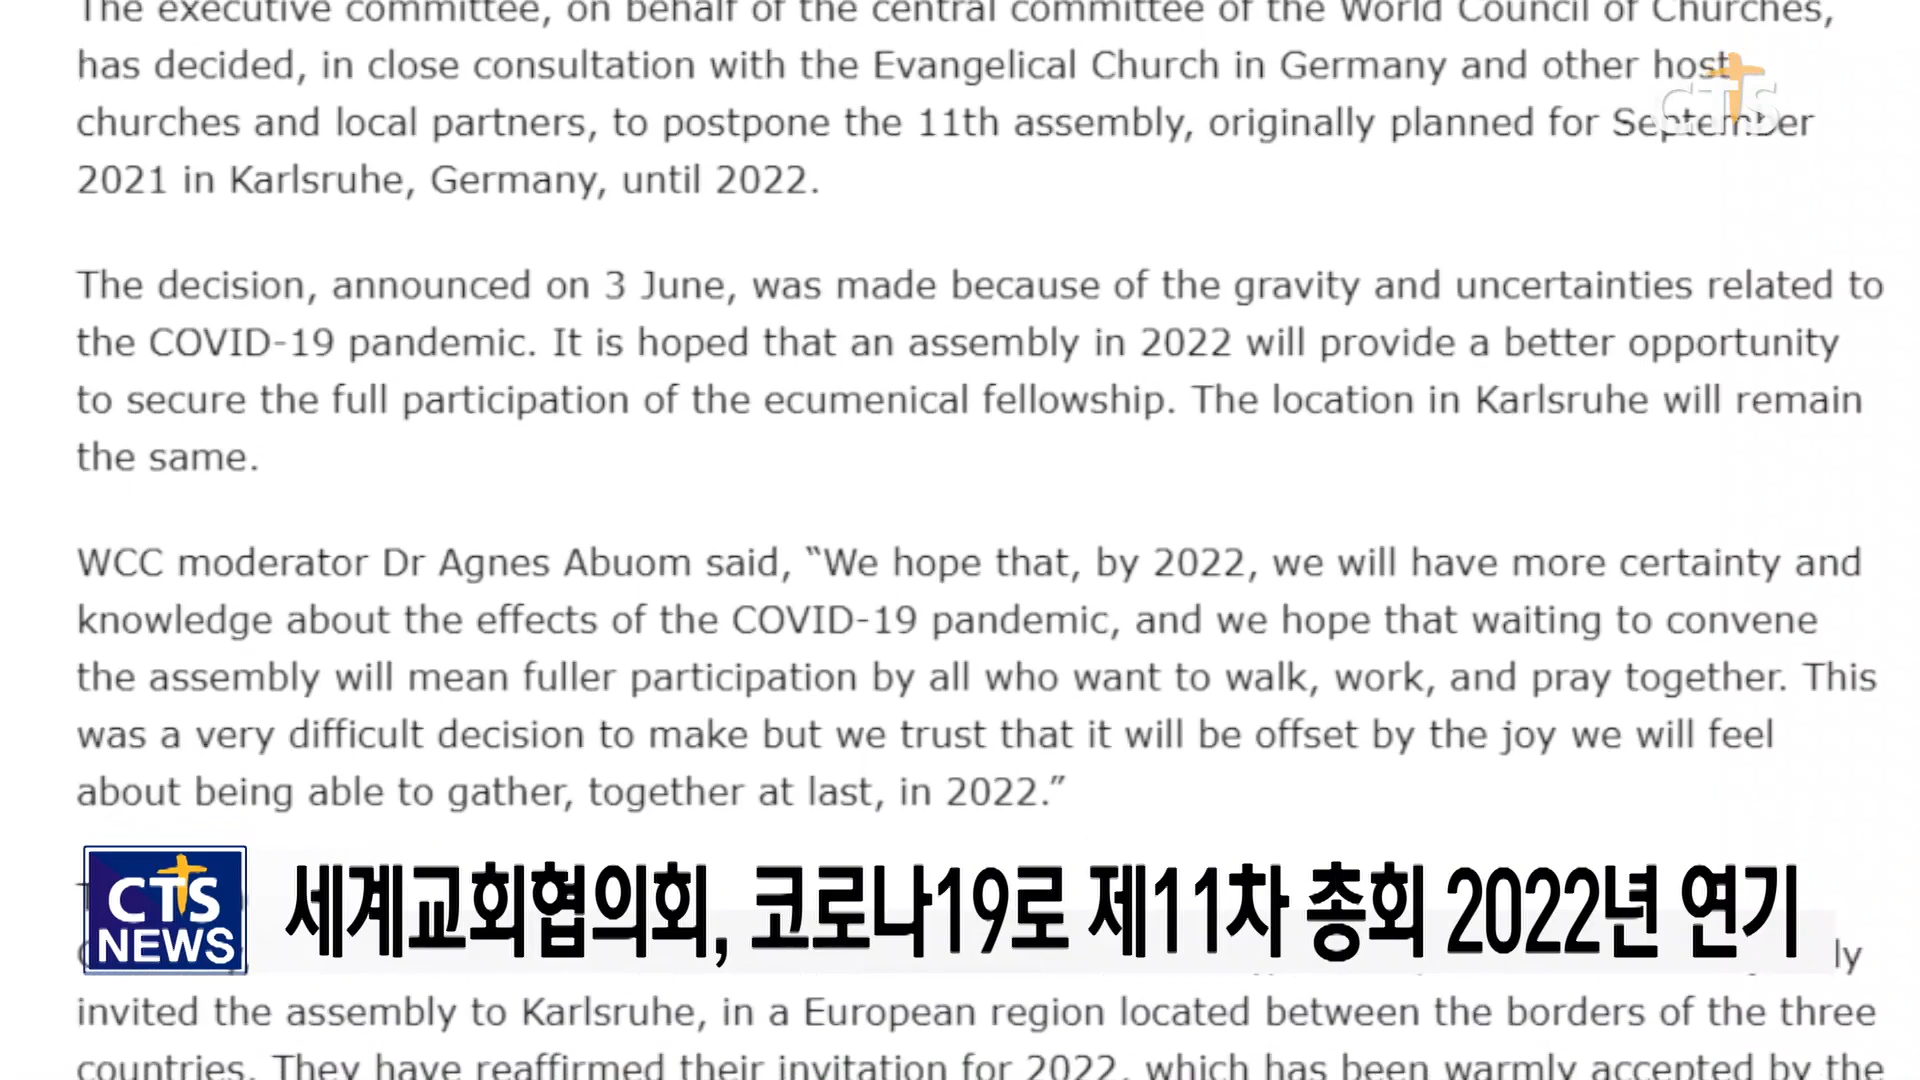 The executive committee, on behalf of the central committee of the World Council of Churches,
has decided, in close consultation with the Evangelical Church in Germany and other host
churches and local partners, to postpone the 11th assembly, originally planned for September
2021 in Karlsruhe, Germany, until 2022.
CTS
The decision, announced on 3 June, was made because of the gravity and uncertainties related to
the COVID-19 pandemic. It is hoped that an assembly in 2022 will provide a better opportunity
to secure the full participation of the ecumenical fellowship. The location in Karlsruhe will remain
the same.
WCC moderator Dr Agnes Abuom said, “We hope that, by 2022, we will have more certainty and
knowledge about the effects of the COVID-19 pandemic, and we hope that waiting to convene
the assembly will mean fuller participation by all who want to walk, work, and pray together. This
was a very difficult decision to make but we trust that it will be offset by the joy we will feel
about being able to gather, together at last, in 2022.”
CTS
NEWS
세계교회협의회, 코로나19로 제11차 총회 2022년 연기
invited the assembly to Karlsruhe, in a European region located between the borders of the three
countries. They have reaffirmed their invitation for 2022, which has been warmly accepted by the